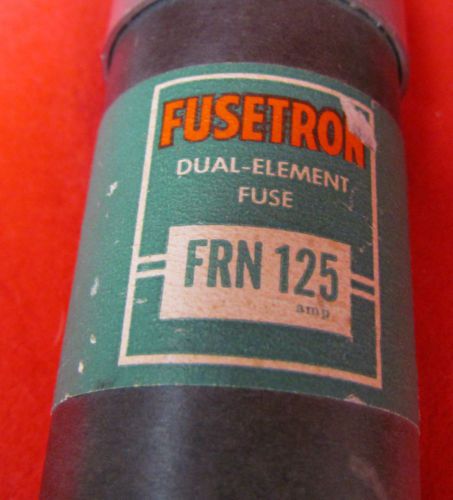 FUSETRON
DUAL-ELEMENT
FUSE
FRN 125
amp